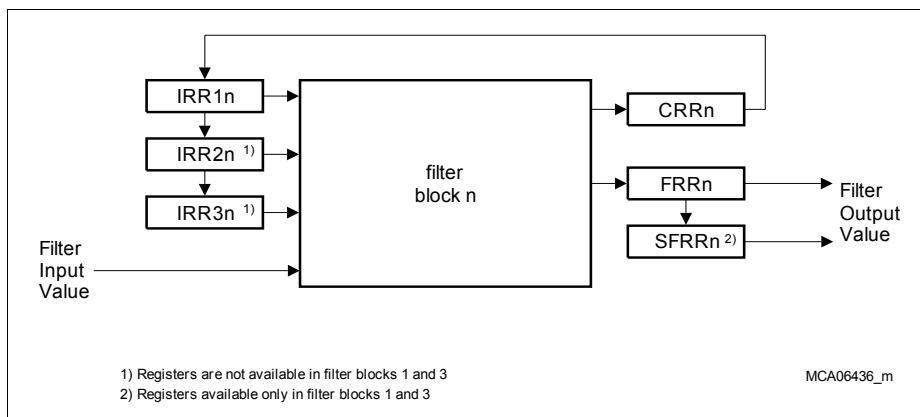 IRR1n
IRR2n 1)
IRR3n 1)
Filter
Input
Value
filter
block n
CRRn
FRRn
SFRRn 2)
Filter
Output
Value
1) Registers are not available in filter blocks 1 and 3
2) Registers available only in filter blocks 1 and 3
MCA06436_m